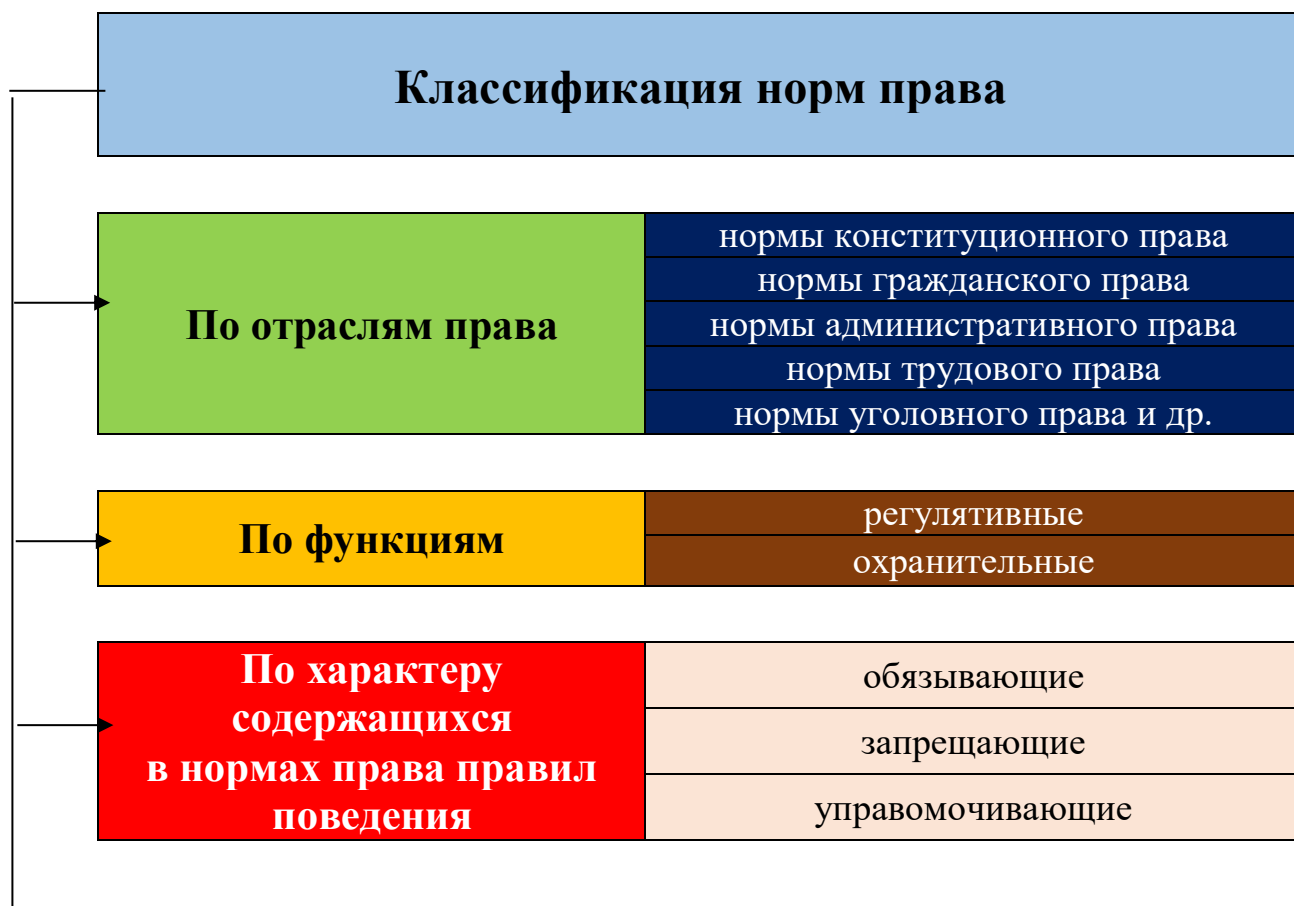 Классификация норм права
По отраслям права
нормы конституционного права
нормы гражданского права
нормы административного права
нормы трудового права
нормы уголовного права и др.
По функциям
регулятивные
охранительные
По характеру
содержащихся
в нормах права правил
поведения
обязывающие
запрещающие
управомочивающие